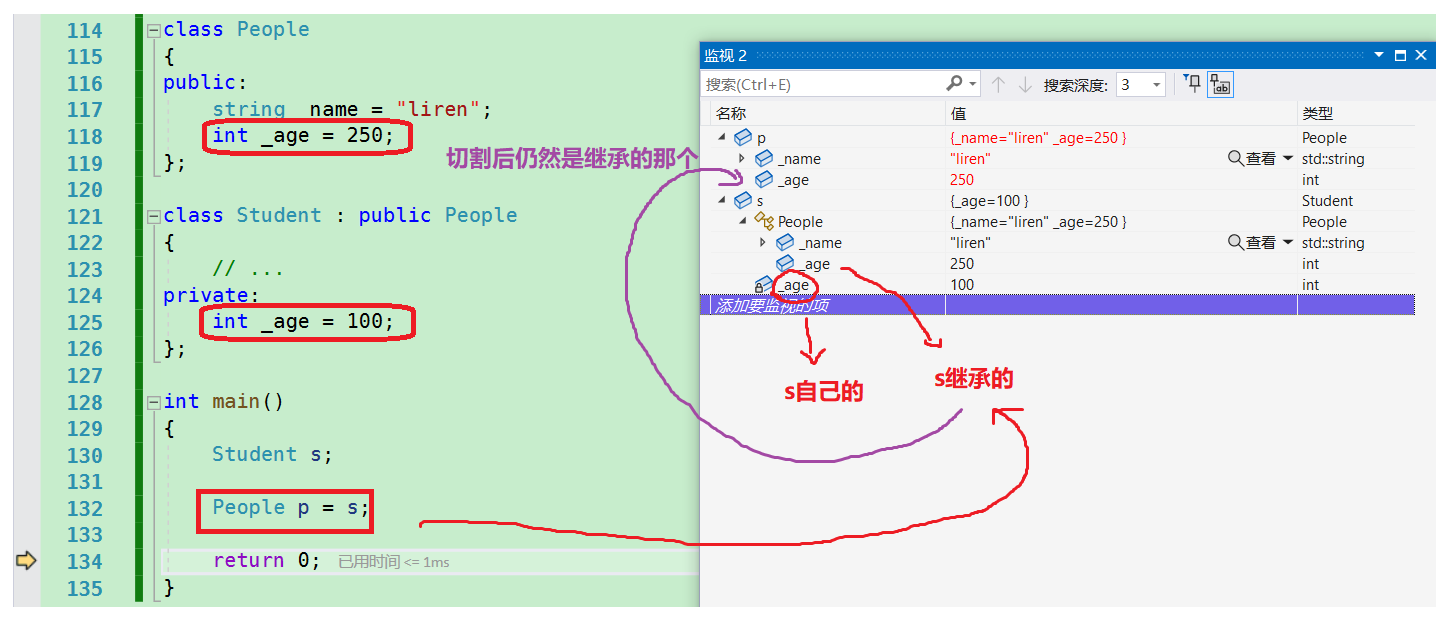 114 class People
115 {
116 public:
117 string _name = "liren";
118 int _age = 250;
119 };
120
121 class Student : public People
122 {
123 // ...
124 private:
125 int _age = 100;
126 };
127
128 int main()
129 {
130 Student s;
131
132 People p = s;
133
134 return 0; 已用时间 <= 1ms
135 }
切割后仍然是继承的那个
监视 2
搜索(Ctrl+E) 搜索深度: 3
名称 值 类型
p {_name="liren" _age=250 } People
_name "liren" 查看 std::string
_age 250 int
s {_age=100 } Student
People {_name="liren" _age=250 } People
_name "liren" 查看 std::string
_age 250 int
_age 100 int
添加要监视的项
s自己的
s继承的